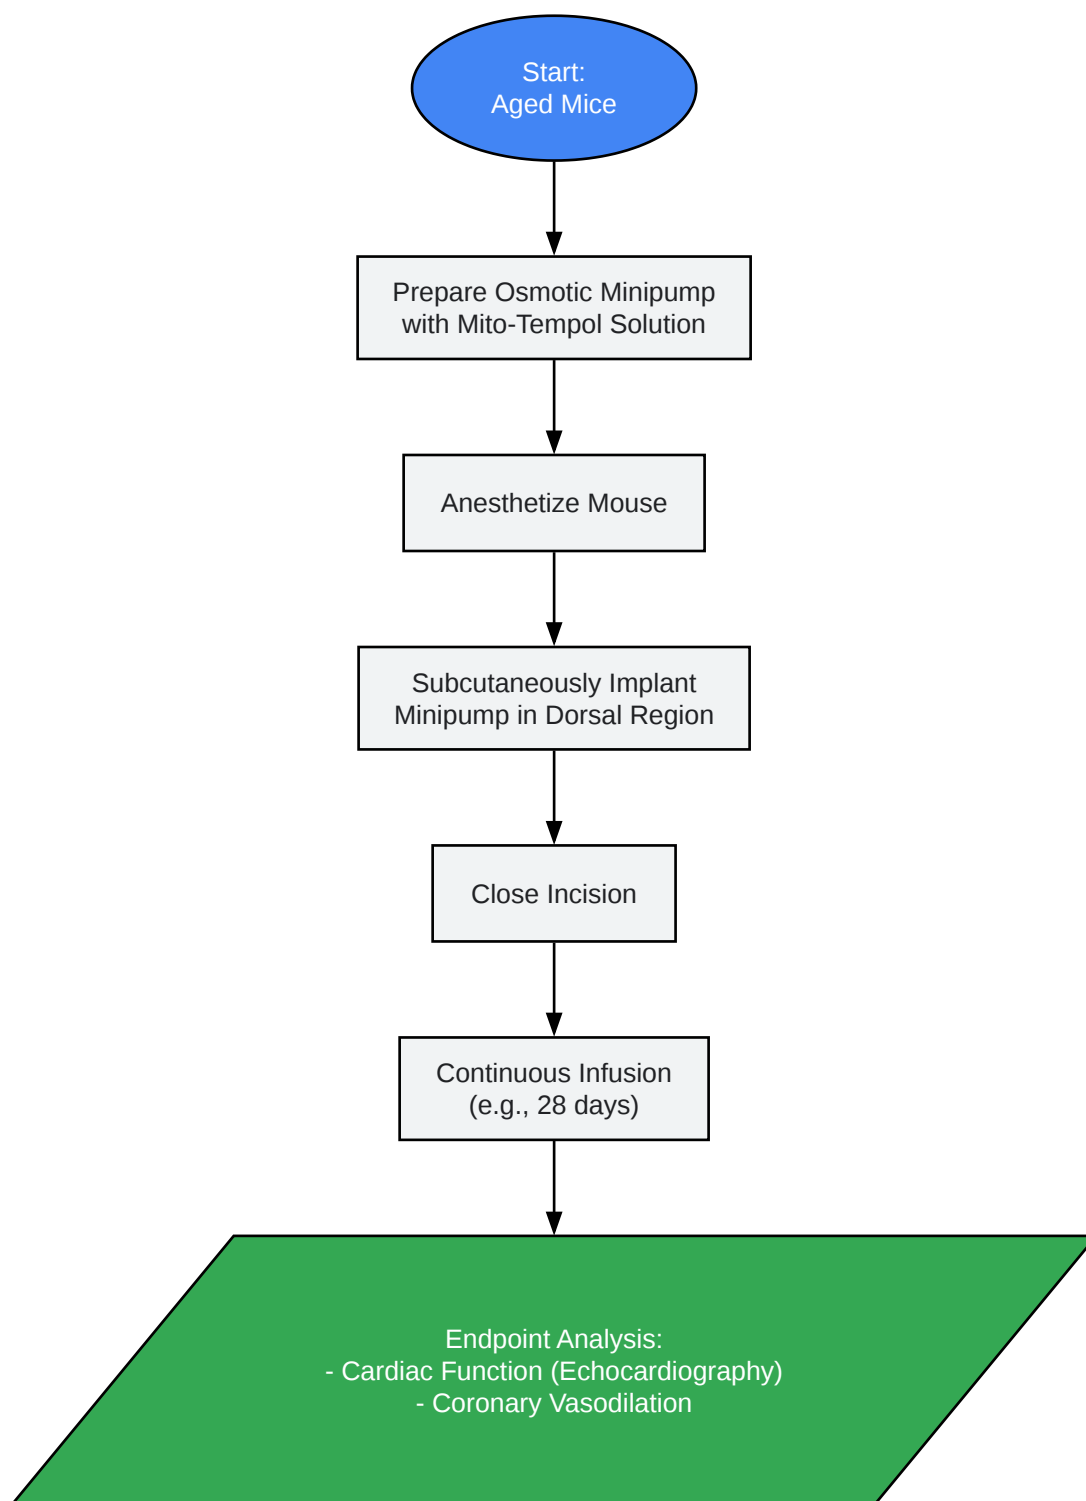 Start:
Aged Mice
Prepare Osmotic Minipump
with Mito-Tempol Solution
Anesthetize Mouse
Subcutaneously Implant
Minipump in Dorsal Region
Close Incision
Continuous Infusion
(e.g., 28 days)
Endpoint Analysis:
- Cardiac Function (Echocardiography)
- Coronary Vasodilation